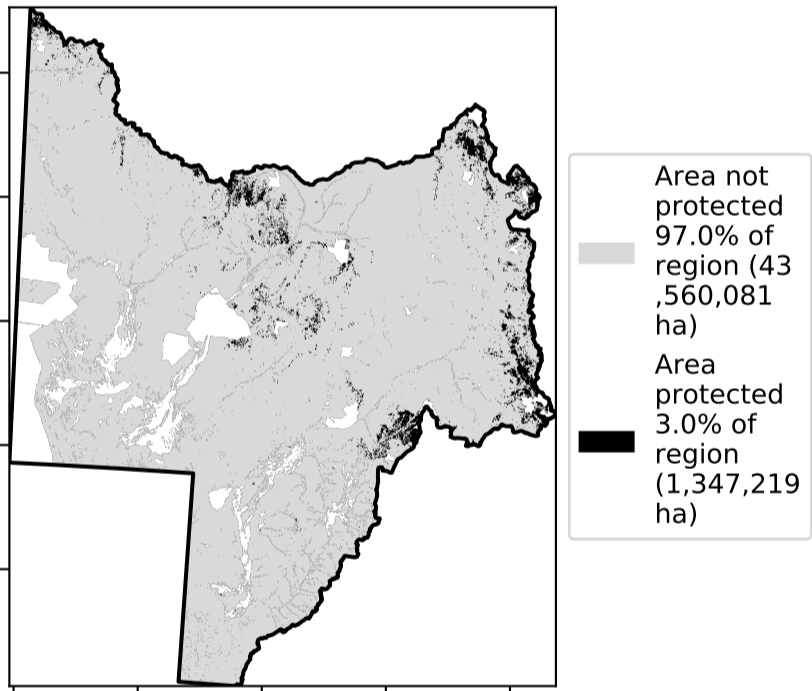 Area not
protected
97.0% of
region (43
,560,081
ha)
Area
protected
3.0% of
region
(1,347,219
ha)